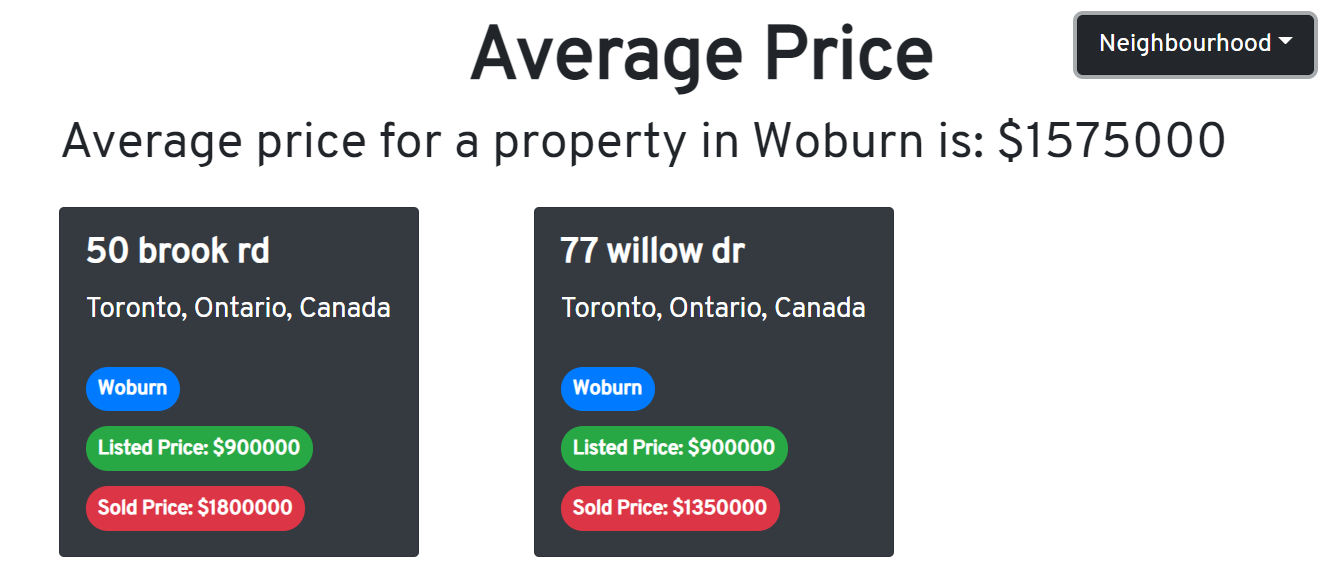 Average Price
Neighbourhood
Average price for a property in Woburn is: $1575000
50 brook rd
Toronto, Ontario, Canada
Woburn
Listed Price: $900000
Sold Price: $1800000
77 willow dr
Toronto, Ontario, Canada
Woburn
Listed Price: $900000
Sold Price: $1350000